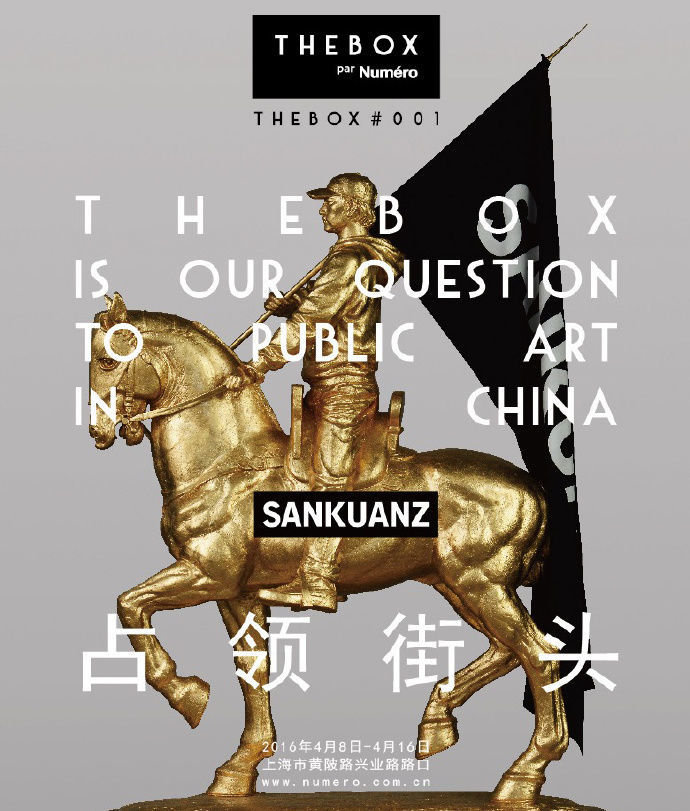 THEBOX
par Numéro
THEBOX#001
THE BOX
IS OUR QUESTION
TO PUBLIC ART
IN CHINA
SANKUANZ
占领街头
2016年4月8日-4月16日
上海市黄陂路兴业路路口
www.numero.com.cn